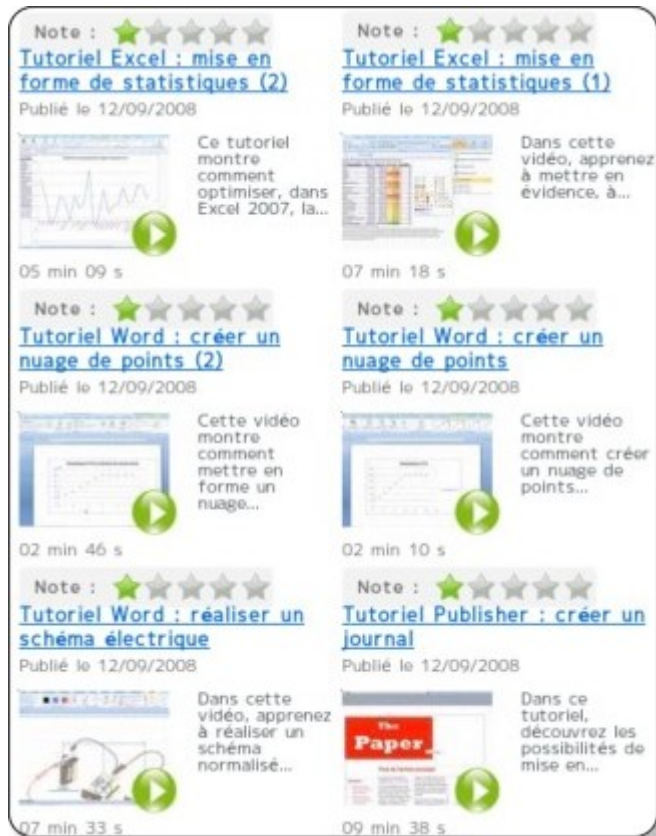 Note :
Tutoriel Excel : mise en
forme de statistiques (2)
Publié le 12/09/2008
Ce tutoriel
montre
comment
optimiser, dans
Excel 2007, la...
05 min 09 s
Note :
Tutoriel Excel : mise en
forme de statistiques (1)
Publié le 12/09/2008
Dans cette
vidéo, apprenez
à mettre en
évidence, à...
07 min 18 s
Note :
Tutoriel Word : créer un
nuage de points (2)
Publié le 12/09/2008
Cette vidéo
montre
comment
mettre en
forme un
nuage...
02 min 46 s
Note :
Tutoriel Word : créer un
nuage de points
Publié le 12/09/2008
Cette vidéo
montre
comment créer
un nuage de
points...
02 min 10 s
Note :
Tutoriel Word : réaliser un
schéma électrique
Publié le 12/09/2008
Dans cette
vidéo, apprenez
à réaliser un
schéma
normalisé...
07 min 33 s
Note :
Tutoriel Publisher : créer un
journal
Publié le 12/09/2008
The
Paper
Dans ce
tutoriel,
découvrez les
possibilités de
mise en...
09 min 38 s